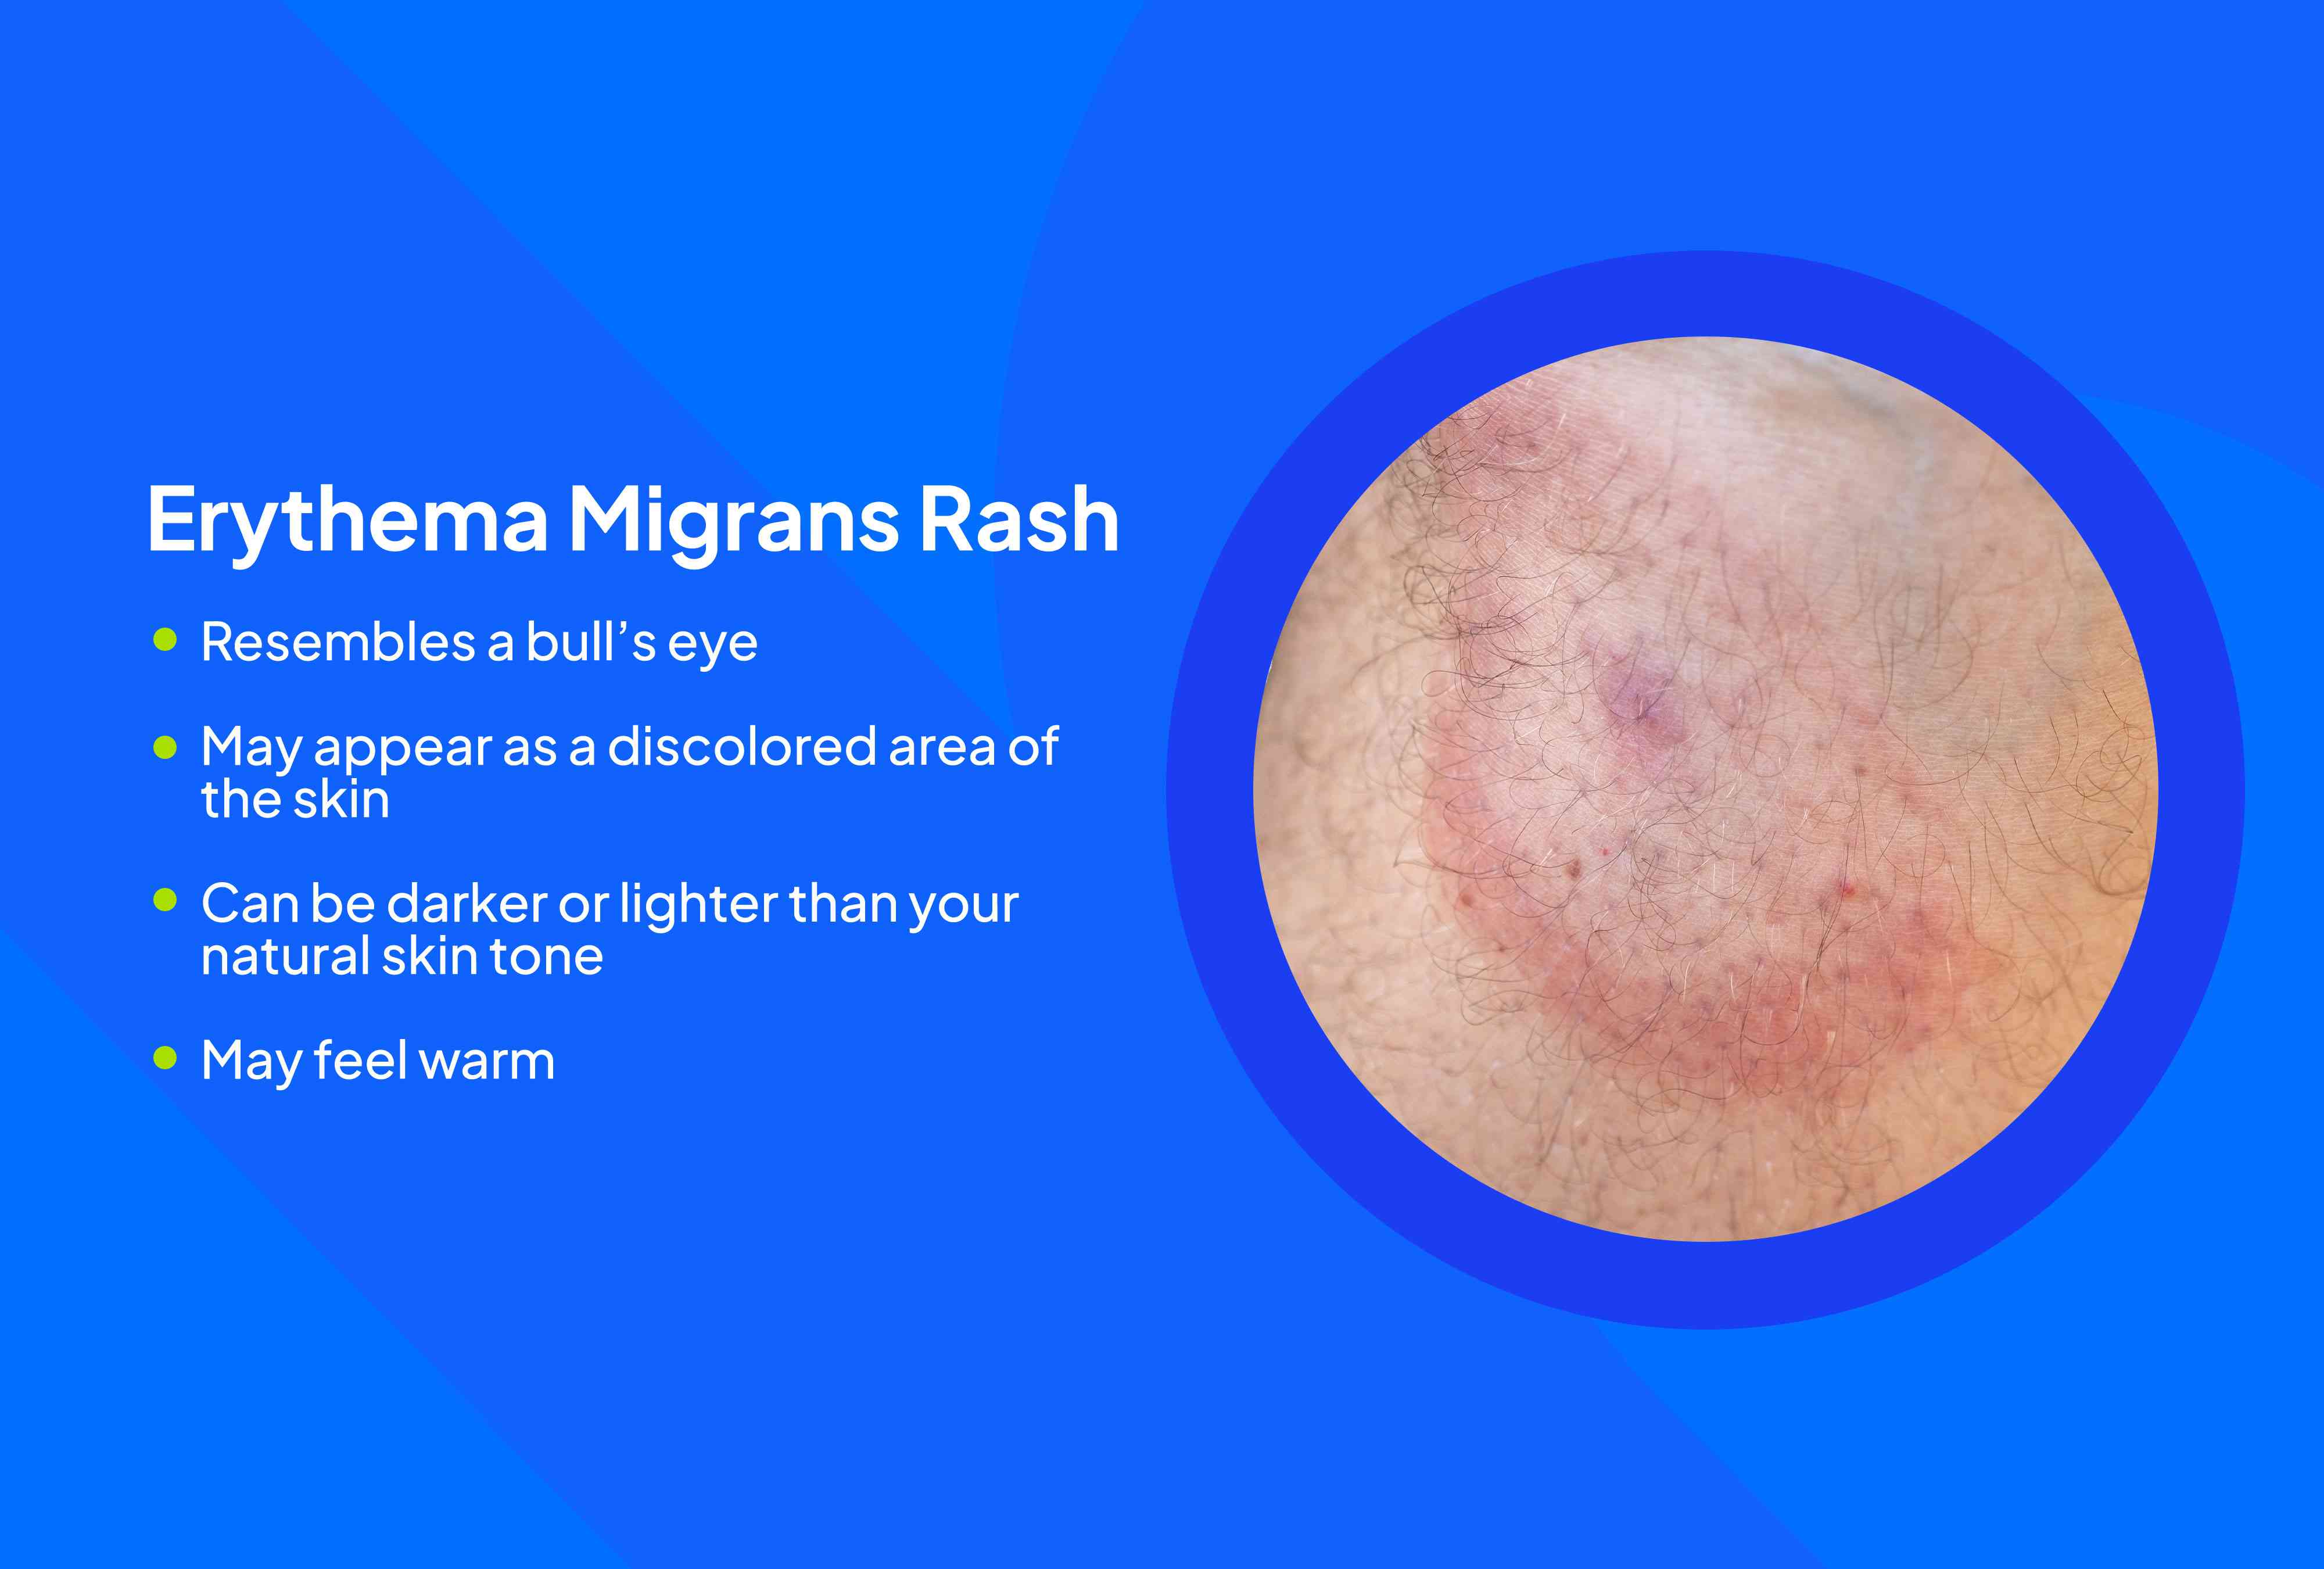 Erythema Migrans Rash
Resembles a bull’s eye
May appear as a discolored area of
the skin
Can be darker or lighter than your
natural skin tone
May feel warm